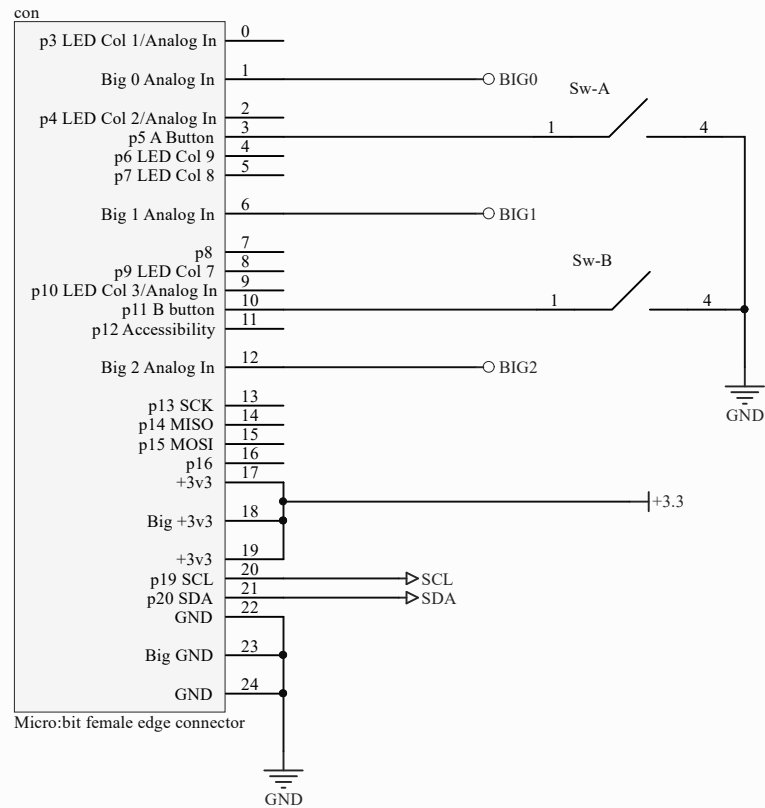 con
p3 LED Col 1/Analog In 0
Big 0 Analog In 1 BIG0
Sw-A
p4 LED Col 2/Analog In 2
p5 A Button 3 1 4
p6 LED Col 9 4
p7 LED Col 8 5
Big 1 Analog In 6 BIG1
p8 7
Sw-B
p9 LED Col 7 8
p10 LED Col 3/Analog In 9
p11 B button 10 1 4
p12 Accessibility 11
Big 2 Analog In 12 BIG2
p13 SCK 13
GND
p14 MISO 14
p15 MOSI 15
p16 16
+3v3 17
+3.3
Big +3v3 18
+3v3 19
p19 SCL 20 SCL
p20 SDA 21 SDA
GND 22
Big GND 23
GND 24
Micro:bit female edge connector
GND